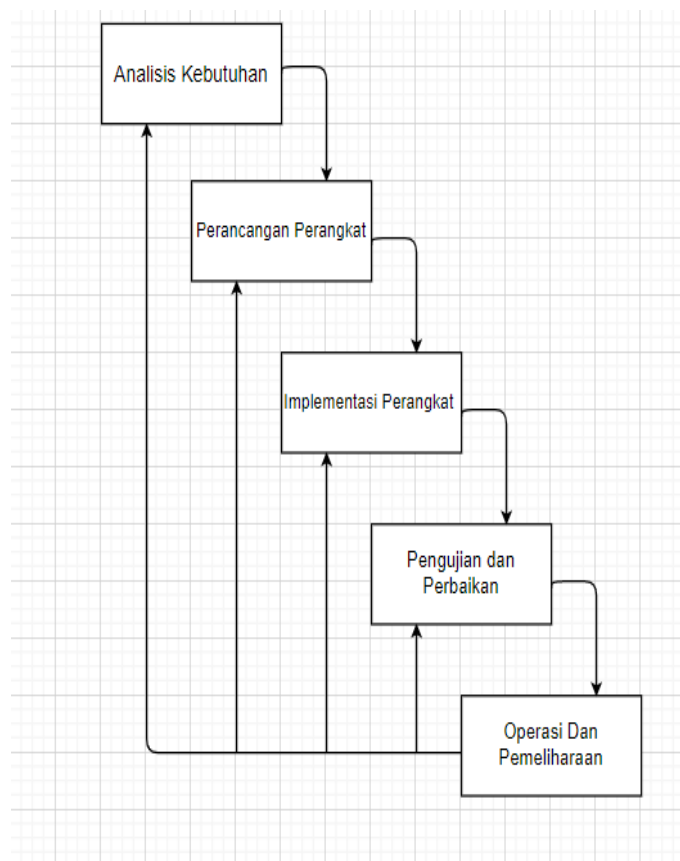 Analisis Kebutuhan
Perancangan Perangkat
Implementasi Perangkat
Pengujian dan
Perbaikan
Operasi Dan
Pemeliharaan